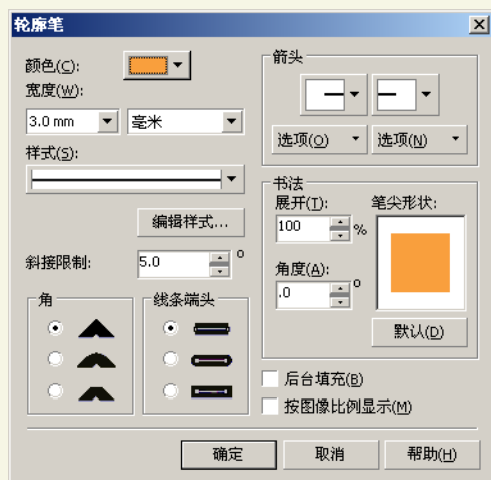 轮廓笔
颜色(C):
宽度(W):
3.0 mm
毫米
样式(S):
编辑样式...
斜接限制:
5.0
°
角
线条端头
箭头
选项(O)
选项(N)
书法
展开(T):
笔尖形状:
100
%
角度(A):
.0
°
默认(D)
后台填充(B)
按图像比例显示(M)
确定
取消
帮助(H)